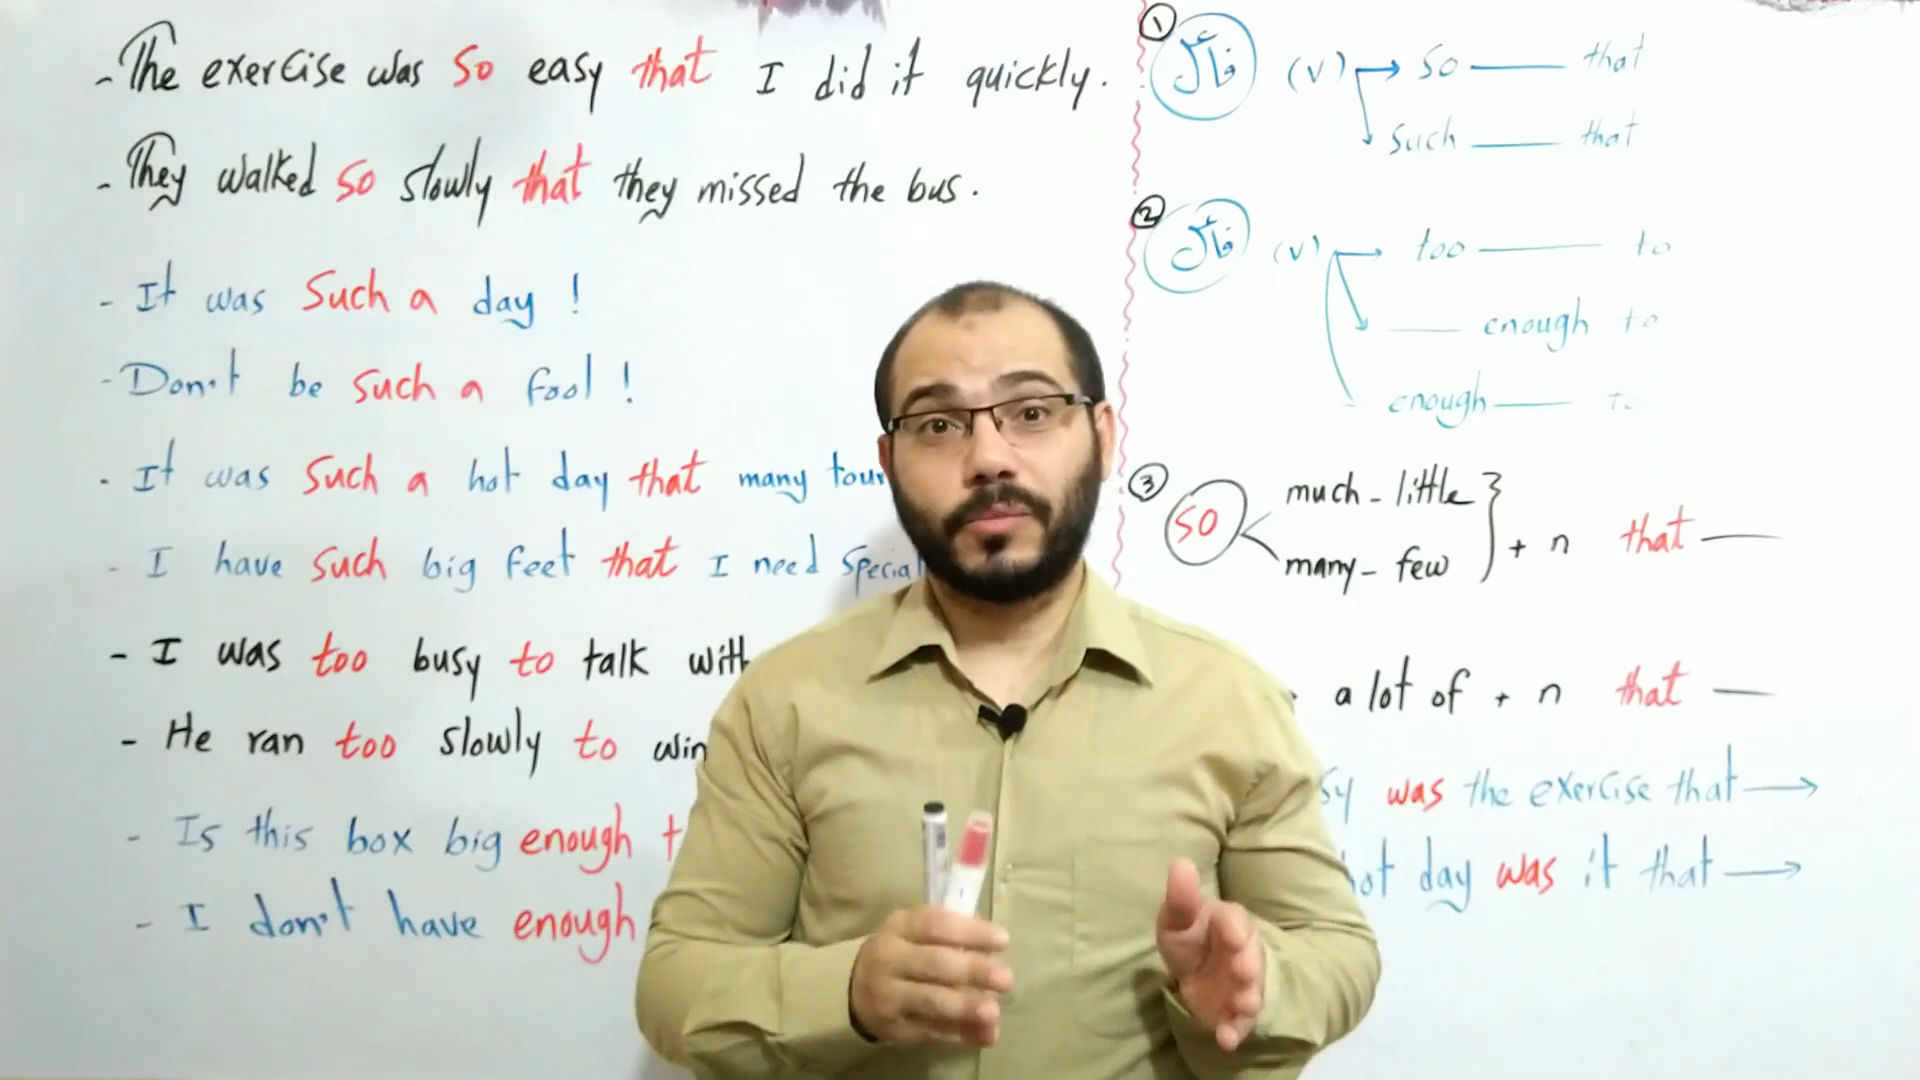 - The exercise was so easy that I did it quickly.
- They walked so slowly that they missed the bus.
- It was Such a day !
- Don't be such a fool !
- It was Such a hot day that many
- I have such big feet that I need special
- I was too busy to talk with
- He ran too slowly to win
- Is this box big enough
- I don't have enough
① فاعل (v) → so — that
such — that
② فاعل (v) → too — to
— enough to
enough — to
③ so < much - little
many - few } + n that —
a lot of + n that —
was the exercise that →
hot day was it that →